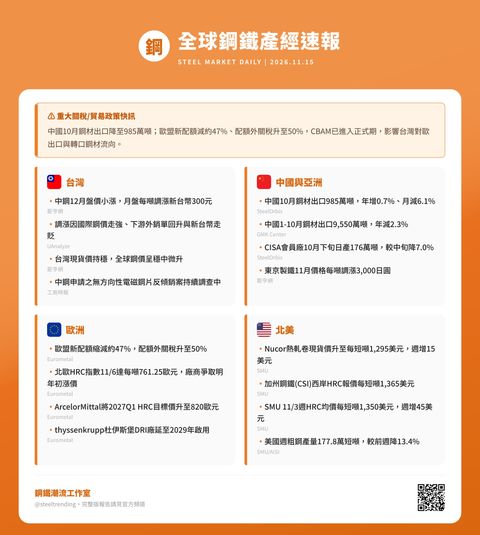 鋼 全球鋼鐵產經速報
STEEL MARKET DAILY | 2026.11.15
⚠ 重大關稅/貿易政策快訊
中國10月鋼材出口降至985萬噸；歐盟新配額減約47%、配額外關稅升至50%，CBAM已進入正式期，影響台灣對歐
出口與轉口鋼材流向。
台灣
• 中鋼12月盤價小漲，月盤每噸調漲新台幣300元
鉅亨網
• 調漲因國際鋼價走強、下游外銷單回升與新台幣走
貶
UAnalyze
• 台灣現貨價持穩，全球鋼價呈穩中微升
鉅亨網
• 中鋼申請之無方向性電磁鋼片反傾銷案持續調查中
工商時報
中國與亞洲
• 中國10月鋼材出口985萬噸，年增0.7%、月減6.1%
SteelOrbis
• 中國1-10月鋼材出口9,550萬噸，年減2.3%
GMK Center
• CISA會員廠10月下旬日產176萬噸，較中旬降7.0%
SteelOrbis
• 東京製鐵11月價格每噸調漲3,000日圓
鉅亨網
歐洲
• 歐盟新配額縮減約47%，配額外關稅升至50%
Eurometal
• 北歐HRC指數11/6達每噸761.25歐元，廠商爭取明
年初漲價
Eurometal
• ArcelorMittal將2027Q1 HRC目標價升至820歐元
Eurometal
• thyssenkrupp杜伊斯堡DRI廠延至2029年啟用
Eurometal
北美
• Nucor熱軋卷現貨價升至每短噸1,295美元，週增15
美元
SMU
• 加州鋼鐵(CSI)西岸HRC報價每短噸1,365美元
SMU
• SMU 11/3週HRC均價每短噸1,350美元，週增45美
元
SMU
• 美國週粗鋼產量177.8萬短噸，較前週降13.4%
SMU/AISI
鋼鐵潮流工作室
@steeltrending • 完整版報告請見官方頻道